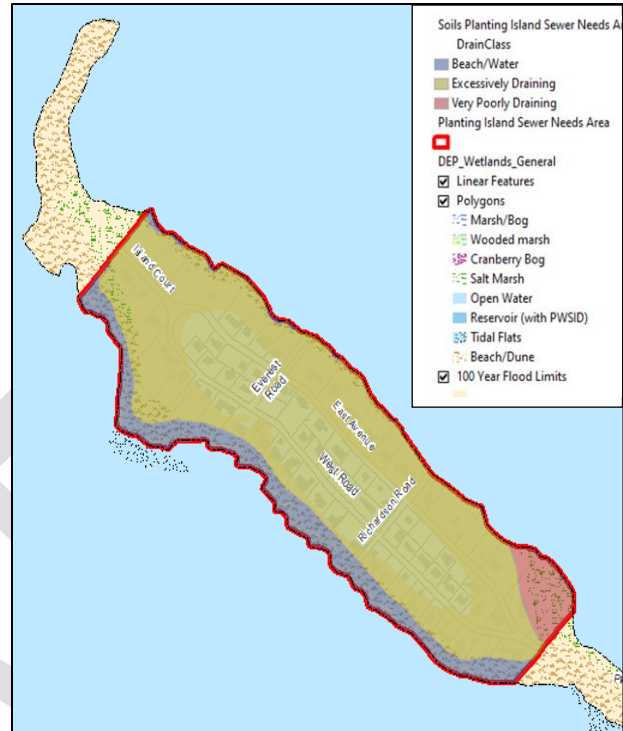 Soils Planting Island Sewer Needs Ar
DrainClass
Beach/Water
Excessively Draining
Very Poorly Draining
Planting Island Sewer Needs Area
DEP_Wetlands_General
Linear Features
Polygons
Marsh/Bog
Wooded marsh
Cranberry Bog
Salt Marsh
Open Water
Reservoir (with PWSID)
Tidal Flats
Beach/Dune
100 Year Flood Limits
Island Court
Everest
Road
East Avenue
West Road
Richardson Road